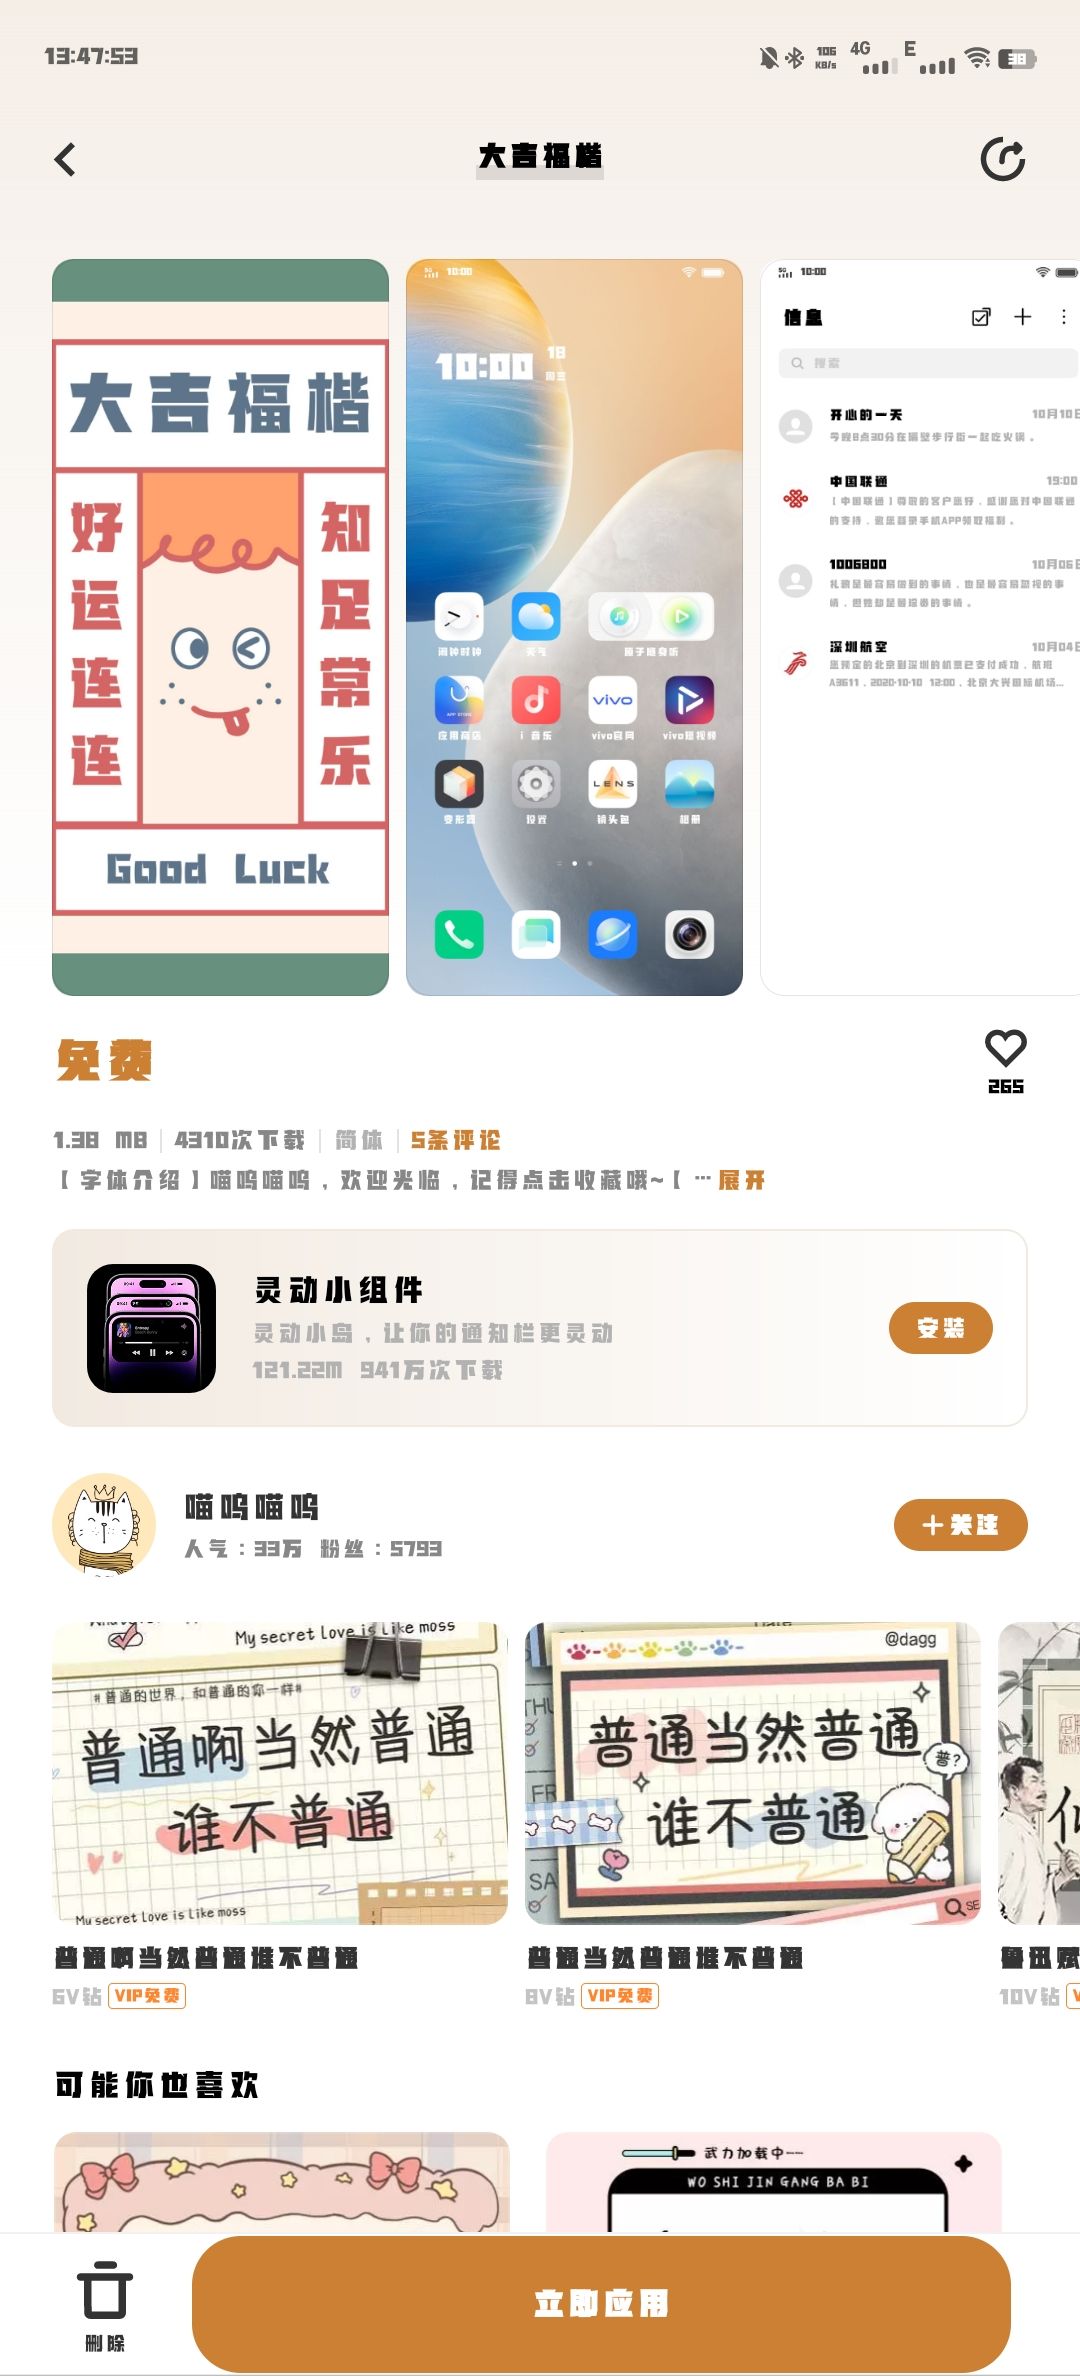 13:47:53
106 KB/s 4G E 38
大吉福楷
大吉福楷
好运连连
知足常乐
Good Luck
5G 10:00
10:00 18 周三
闹钟时钟 天气 原子随身听
APP STORE vivo LENS
应用商店 i 音乐 vivo官网 vivo短视频
变形器 设置 镜头包 相册
5G 10:00
信息
搜索
开心的一天 10月10日
今晚8点30分在隔壁步行街一起吃火锅。
中国联通 19:00
【中国联通】尊敬的客户您好，感谢您对中国联通
的支持，邀您登录手机APP领取福利。
1006800 10月06日
礼貌是最容易做到的事情，也是最容易忽视的事
情，但她却是最珍贵的事情。
深圳航空 10月04日
您预定的北京到深圳的机票已支付成功，航班
A3611，2020-10-10 12:00，北京大兴国际机场...
免费
265
1.38 MB 4310次下载 简体 5条评论
【字体介绍】喵呜喵呜，欢迎光临，记得点击收藏哦~【 ... 展开
灵动小组件
灵动小岛，让你的通知栏更灵动
安装
121.22M 941万次下载
喵呜喵呜
人气：33万 粉丝：5793
+关注
My secret love is like moss
#普通的世界，和普通的你一样#
普通啊当然普通
谁不普通
My secret love is like moss
@dagg
普通当然普通
普?
谁不普通
普通啊当然普通谁不普通
6V钻 VIP免费
普通当然普通谁不普通
8V钻 VIP免费
鲁迅赋
10V钻
可能你也喜欢
武力加载中——
WO SHI JIN GANG BA BI
删除
立即应用